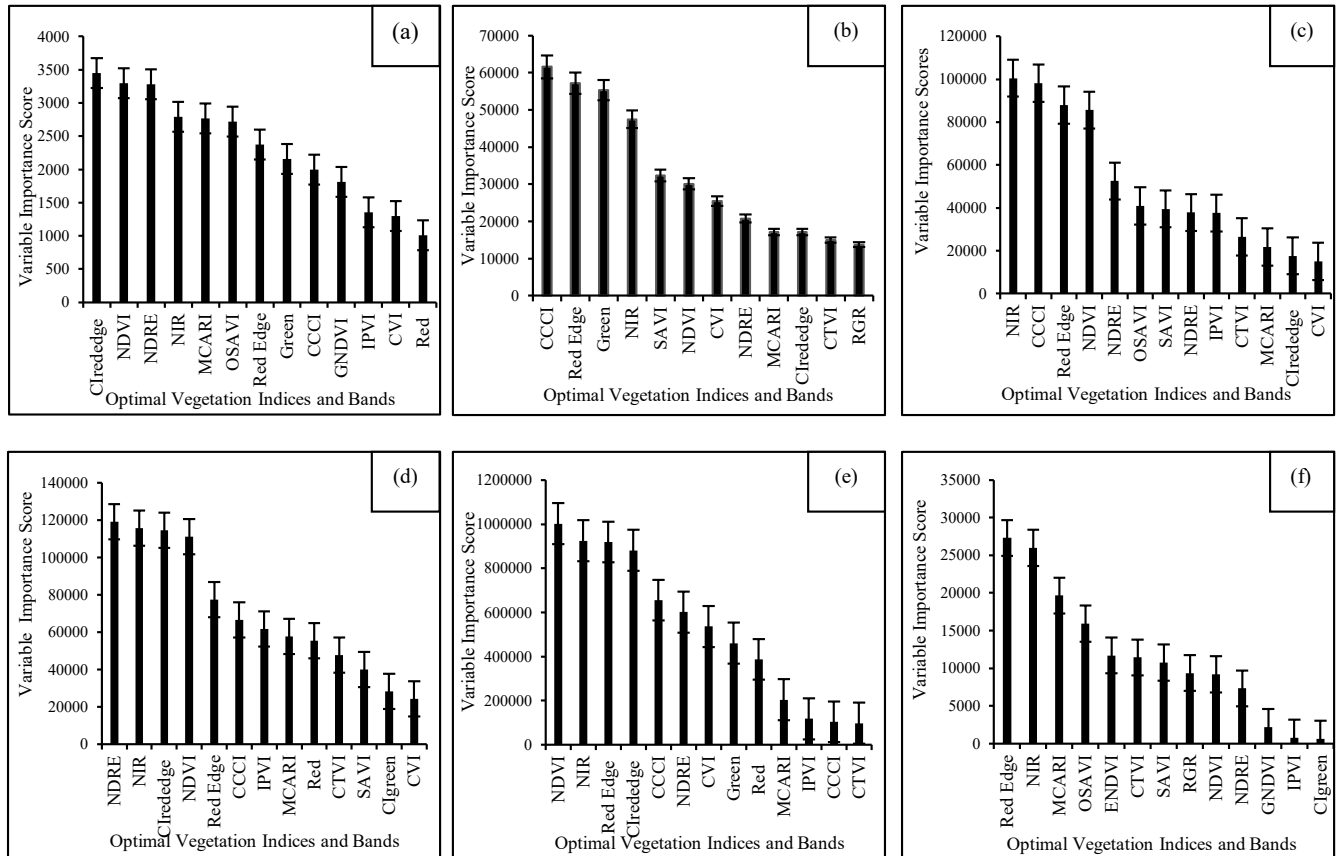 (a)
Variable Importance Score
4000
3500
3000
2500
2000
1500
1000
500
0
CIrededge
NDVI
NDRE
NIR
MCARI
OSAVI
Red Edge
Green
CCCI
GNDVI
IPVI
CVI
Red
Optimal Vegetation Indices and Bands
(b)
Variable Importance Score
70000
60000
50000
40000
30000
20000
10000
0
CCCI
Red Edge
Green
NIR
SAVI
NDVI
CVI
NDRE
MCARI
CIrededge
CTVI
RGR
Optimal Vegetation Indices and Bands
(c)
Variable Importance Scores
120000
100000
80000
60000
40000
20000
0
NIR
CCCI
Red Edge
NDVI
NDRE
OSAVI
SAVI
NDRE
IPVI
CTVI
MCARI
CIrededge
CVI
Optimal Vegetation Indices and Bands
(d)
Variable Importance Score
140000
120000
100000
80000
60000
40000
20000
0
NDRE
NIR
CIrededge
NDVI
Red Edge
CCCI
IPVI
MCARI
Red
CTVI
SAVI
CIgreen
CVI
Optimal Vegetation Indices and Bands
(e)
Variable Importance Score
1200000
1000000
800000
600000
400000
200000
0
NDVI
NIR
Red Edge
CIrededge
CCCI
NDRE
CVI
Green
Red
MCARI
IPVI
CCCI
CTVI
Optimal Vegetation Indices and Bands
(f)
Variable Importance Score
35000
30000
25000
20000
15000
10000
5000
0
Red Edge
NIR
MCARI
OSAVI
ENDVI
CTVI
SAVI
RGR
NDVI
NDRE
GNDVI
IPVI
CIgreen
Optimal Vegetation Indices and Bands